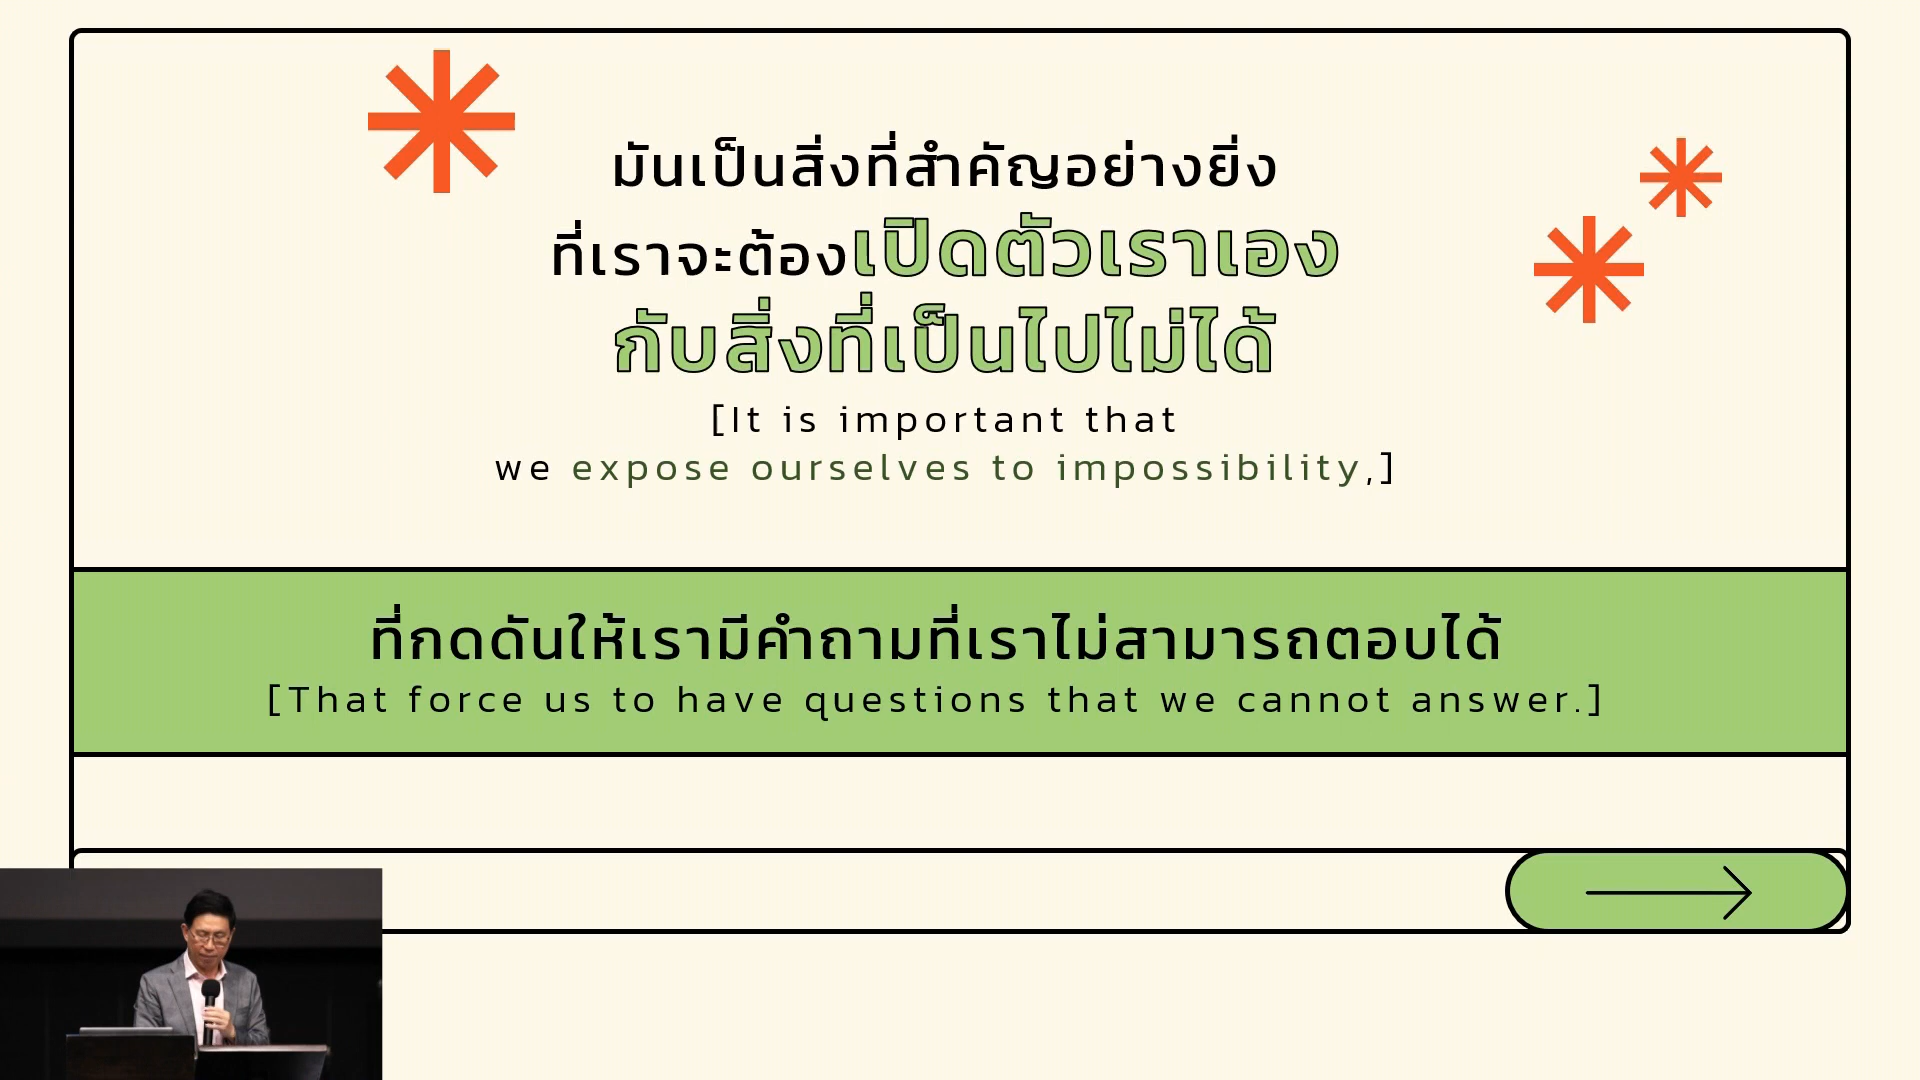 มันเป็นสิ่งที่สำคัญอย่างยิ่ง
ที่เราจะต้องเปิดตัวเราเอง
กับสิ่งที่เป็นไปไม่ได้
[It is important that
we expose ourselves to impossibility,]
ที่กดดันให้เรามีคำถามที่เราไม่สามารถตอบได้
[That force us to have questions that we cannot answer.]